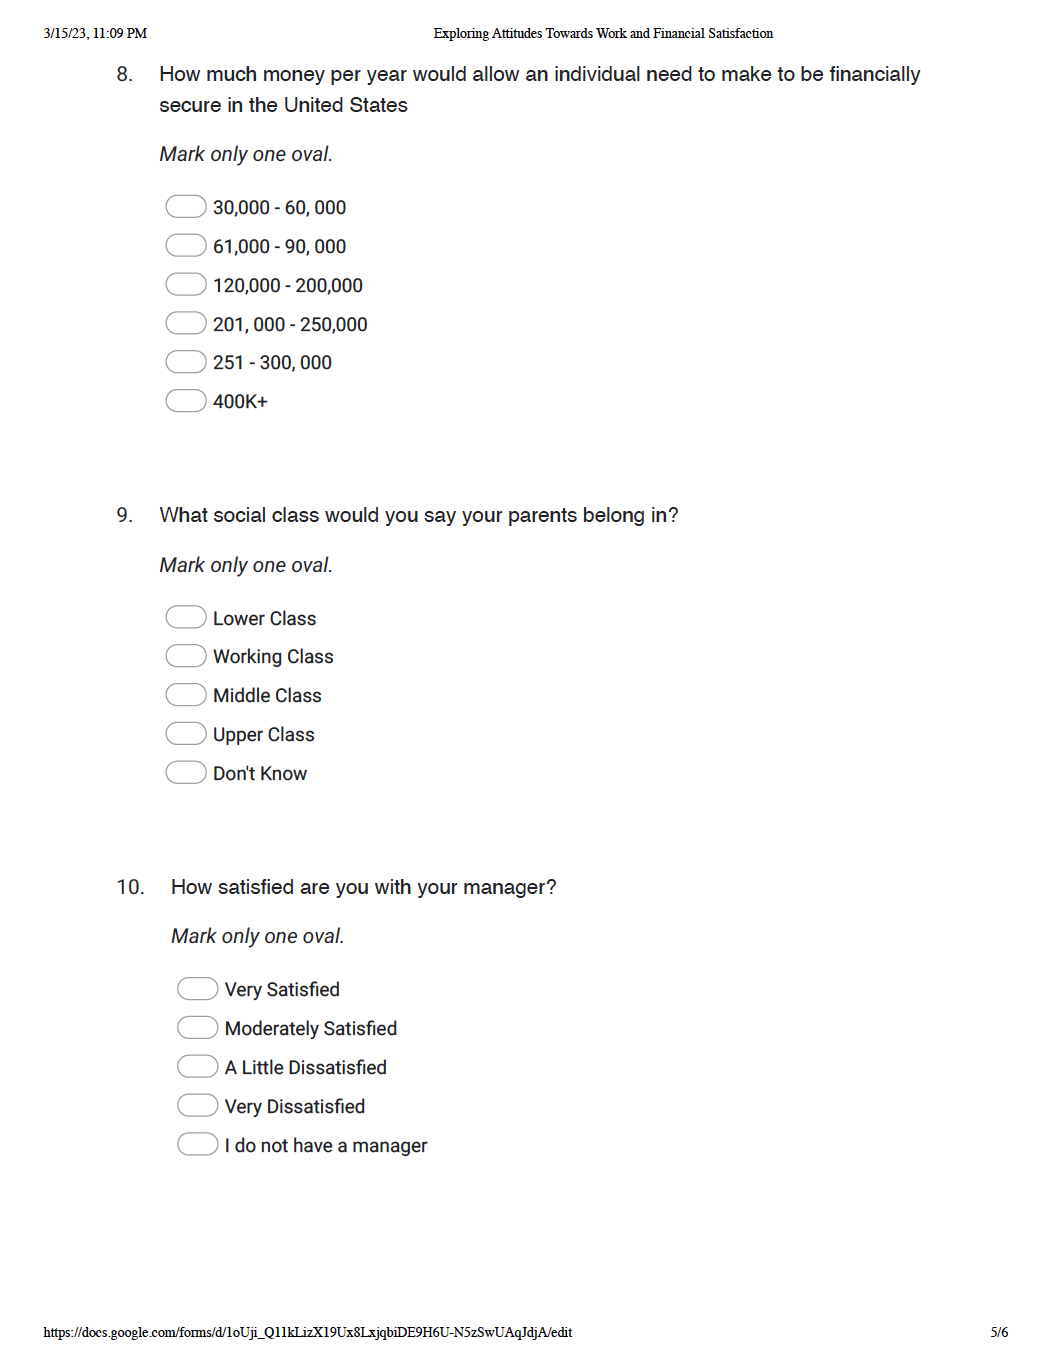 3/15/23, 11:09 PM
Exploring Attitudes Towards Work and Financial Satisfaction
8. How much money per year would allow an individual need to make to be financially
secure in the United States
Mark only one oval.
30,000 - 60, 000
61,000 - 90, 000
120,000 - 200,000
201, 000 - 250,000
251 - 300, 000
400K+
9. What social class would you say your parents belong in?
Mark only one oval.
Lower Class
Working Class
Middle Class
Upper Class
Don't Know
10. How satisfied are you with your manager?
Mark only one oval.
Very Satisfied
Moderately Satisfied
A Little Dissatisfied
Very Dissatisfied
I do not have a manager
https://docs.google.com/forms/d/1oUji_Q11kLizX19Ux8LxjqbiDE9H6U-N5zSwUAqJdjA/edit
5/6